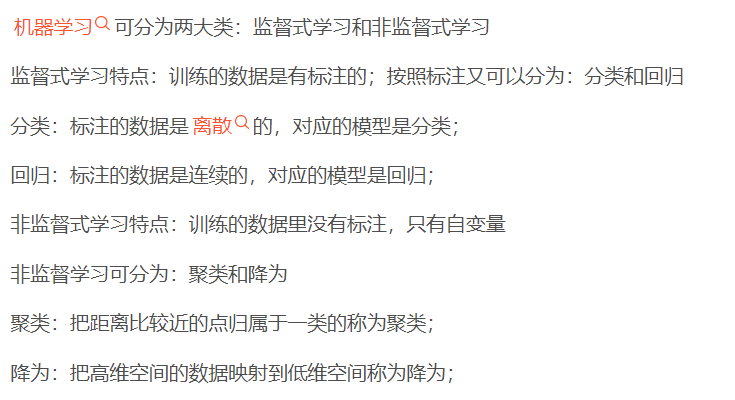 机器学习可分为两大类：监督式学习和非监督式学习
监督式学习特点：训练的数据是有标注的；按照标注又可以分为：分类和回归
分类：标注的数据是离散的，对应的模型是分类；
回归：标注的数据是连续的，对应的模型是回归；
非监督式学习特点：训练的数据里没有标注，只有自变量
非监督学习可分为：聚类和降为
聚类：把距离比较近的点归属于一类的称为聚类；
降为：把高维空间的数据映射到低维空间称为降为；